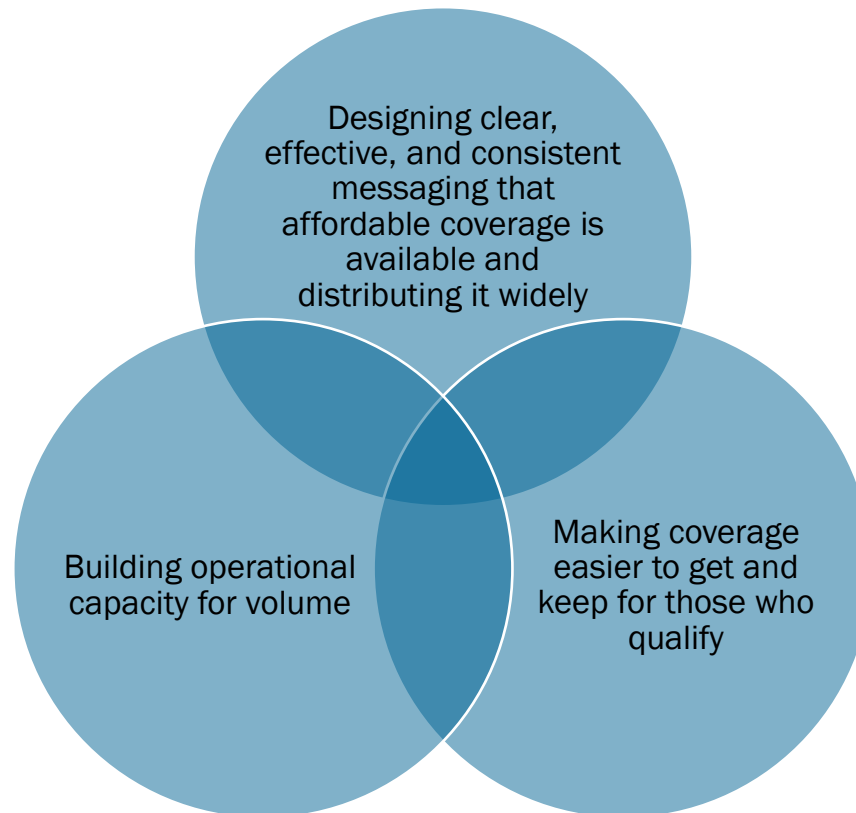 Designing clear,
effective, and consistent
messaging that
affordable coverage is
available and
distributing it widely
Building operational
capacity for volume
Making coverage
easier to get and
keep for those who
qualify